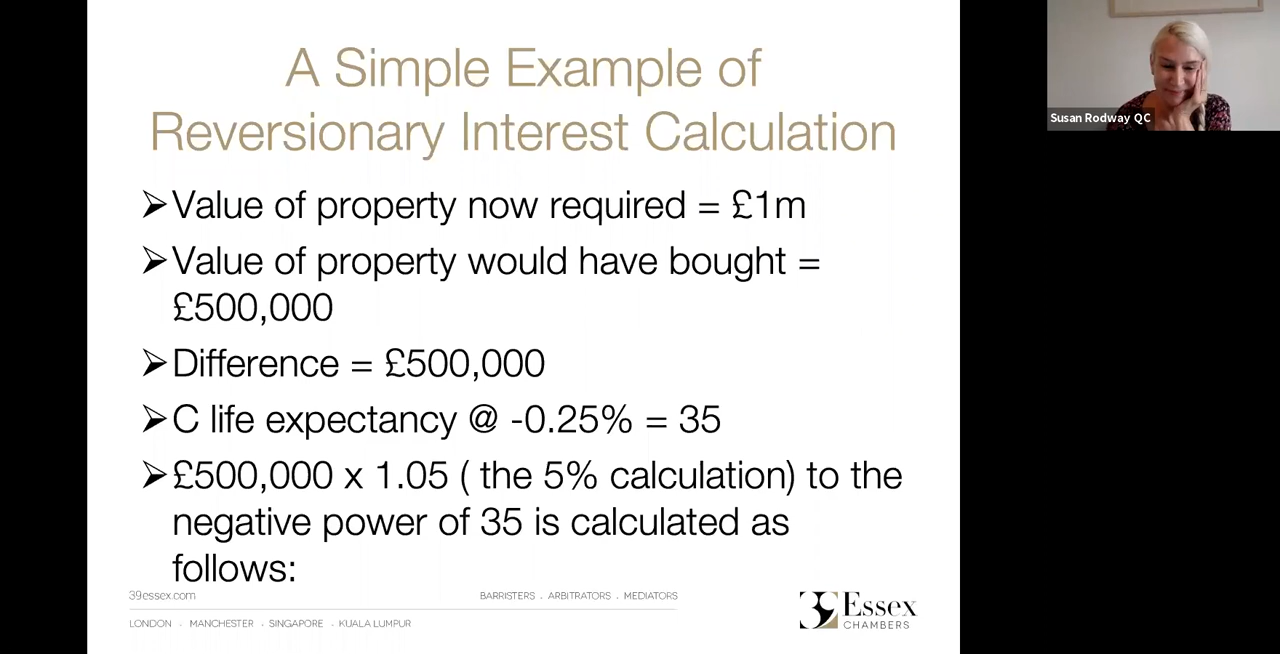 A Simple Example of
Reversionary Interest Calculation
➢Value of property now required = £1m
➢Value of property would have bought =
£500,000
➢Difference = £500,000
➢C life expectancy @ -0.25% = 35
➢£500,000 x 1.05 ( the 5% calculation) to the
negative power of 35 is calculated as
follows:
39essex.com
BARRISTERS . ARBITRATORS . MEDIATORS
LONDON . MANCHESTER . SINGAPORE . KUALA LUMPUR
39 Essex
CHAMBERS
Susan Rodway QC